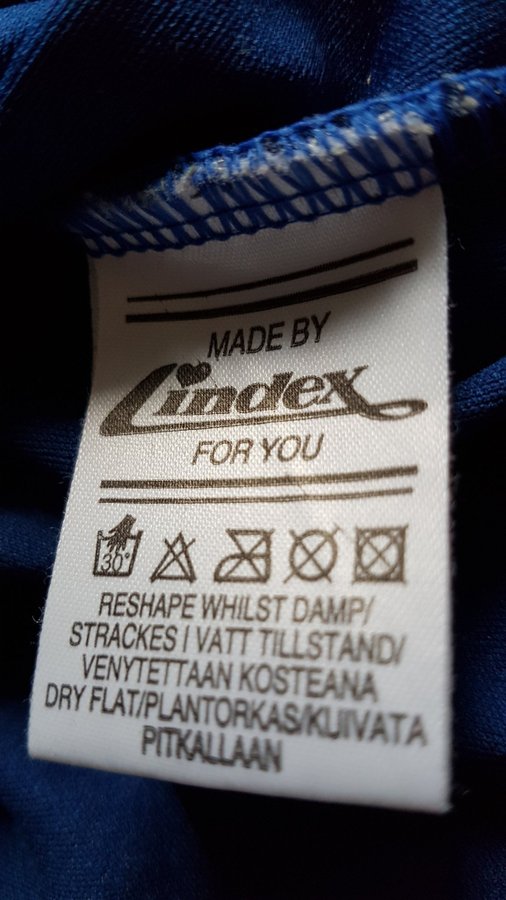 MADE BY
Lindex
FOR YOU
30°
RESHAPE WHILST DAMP/
STRACKES I VATT TILLSTAND/
VENYTETTAAN KOSTEANA
DRY FLAT/PLANTORKAS/KUIVATA
PITKALLAAN